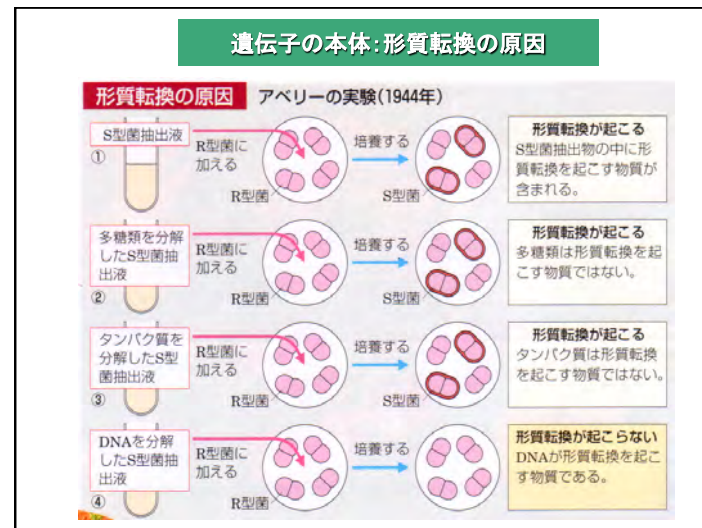 遺伝子の本体:形質転換の原因
形質転換の原因 アベリーの実験(1944年)
S型菌抽出液
①
R型菌に
加える
R型菌
培養する
S型菌
形質転換が起こる
S型菌抽出物の中に形
質転換を起こす物質が
含まれる。
多糖類を分解
したS型菌抽
出液
②
R型菌に
加える
R型菌
培養する
S型菌
形質転換が起こる
多糖類は形質転換を起
こす物質ではない。
タンパク質を
分解したS型
菌抽出液
③
R型菌に
加える
R型菌
培養する
S型菌
形質転換が起こる
タンパク質は形質転換
を起こす物質ではない。
DNAを分解
したS型菌抽
出液
④
R型菌に
加える
R型菌
培養する
形質転換が起こらない
DNAが形質転換を起こ
す物質である。